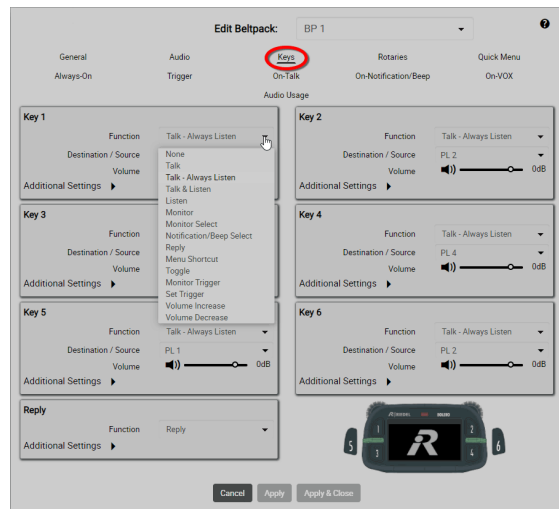 Edit Beltpack: BP 1
General Audio Keys Rotaries Quick Menu
Always-On Trigger On-Talk On-Notification/Beep On-VOX
Audio Usage
Key 1
Function Talk - Always Listen
Destination / Source
Volume
Additional Settings
None
Talk
Talk - Always Listen
Talk & Listen
Listen
Monitor
Monitor Select
Notification/Beep Select
Reply
Menu Shortcut
Toggle
Monitor Trigger
Set Trigger
Volume Increase
Volume Decrease
Key 2
Function Talk - Always Listen
Destination / Source PL 2
Volume 0dB
Additional Settings
Key 3
Function
Destination / Source
Volume
Additional Settings
Key 4
Function Talk - Always Listen
Destination / Source PL 4
Volume 0dB
Additional Settings
Key 5
Function Talk - Always Listen
Destination / Source PL 1
Volume 0dB
Additional Settings
Key 6
Function Talk - Always Listen
Destination / Source PL 2
Volume 0dB
Additional Settings
Reply
Function Reply
Additional Settings
1 2
5 3 4 6
Cancel Apply Apply & Close